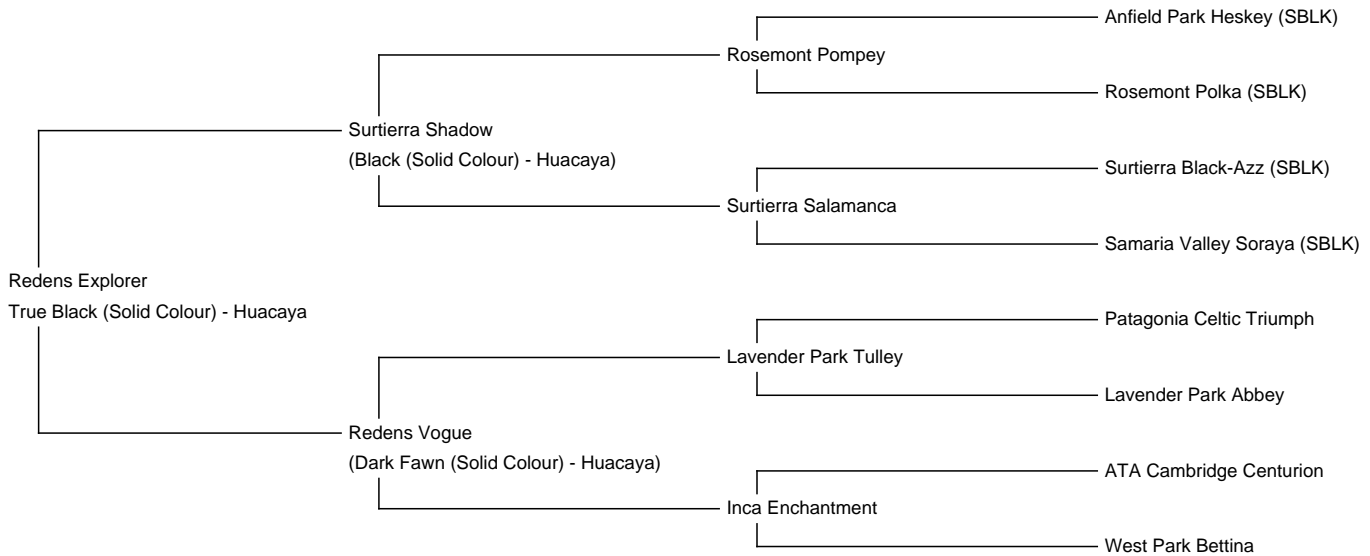 Anfield Park Heskey (SBLK)
Rosemont Pompey
Rosemont Polka (SBLK)
Surtierra Shadow
(Black (Solid Colour) - Huacaya)
Surtierra Black-Azz (SBLK)
Surtierra Salamanca
Samaria Valley Soraya (SBLK)
Redens Explorer
True Black (Solid Colour) - Huacaya
Patagonia Celtic Triumph
Lavender Park Tulley
Lavender Park Abbey
Redens Vogue
(Dark Fawn (Solid Colour) - Huacaya)
ATA Cambridge Centurion
Inca Enchantment
West Park Bettina